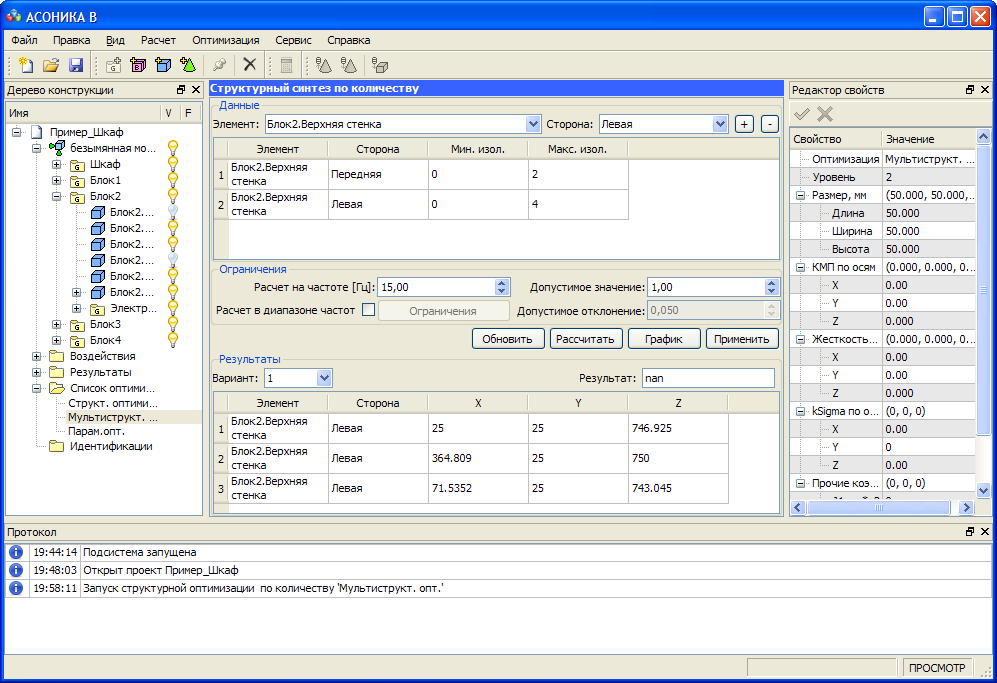 АСОНИКА В
Файл Правка Вид Расчет Оптимизация Сервис Справка
Дерево конструкции
Имя V F
Пример_Шкаф
безымянная мо...
Шкаф
Блок1
Блок2
Блок2....
Блок2....
Блок2....
Блок2....
Блок2....
Блок2....
Электр...
Блок3
Блок4
Воздействия
Результаты
Список оптими...
Структ. оптими...
Мультиструкт. ...
Парам.опт.
Идентификации
Структурный синтез по количеству
Данные
Элемент: Блок2.Верхняя стенка Сторона: Левая + -
Элемент Сторона Мин. изол. Макс. изол.
1 Блок2.Верхняя стенка Передняя 0 2
2 Блок2.Верхняя стенка Левая 0 4
Ограничения
Расчет на частоте [Гц]: 15,00 Допустимое значение: 1,00
Расчет в диапазоне частот Ограничения Допустимое отклонение: 0,050
Обновить Рассчитать График Применить
Результаты
Вариант: 1 Результат: nan
Элемент Сторона X Y Z
1 Блок2.Верхняя стенка Левая 25 25 746.925
2 Блок2.Верхняя стенка Левая 364.809 25 750
3 Блок2.Верхняя стенка Левая 71.5352 25 743.045
Редактор свойств
Свойство Значение
Оптимизация Мультиструкт. ...
Уровень 2
Размер, мм (50.000, 50.000,...
Длина 50.000
Ширина 50.000
Высота 50.000
КМП по осям (0.000, 0.000, 0...
X 0.00
Y 0.00
Z 0.000
Жесткость... (0.000, 0.000, 0...
X 0.00
Y 0.00
Z 0.000
kSigma по о... (0, 0, 0)
X 0.00
Y 0
Z 0.00
Прочие коэ... (0, 0, 0)
Протокол
19:44:14 Подсистема запущена
19:48:03 Открыт проект Пример_Шкаф
19:58:11 Запуск структурной оптимизации по количеству 'Мультиструкт. опт.'
ПРОСМОТР